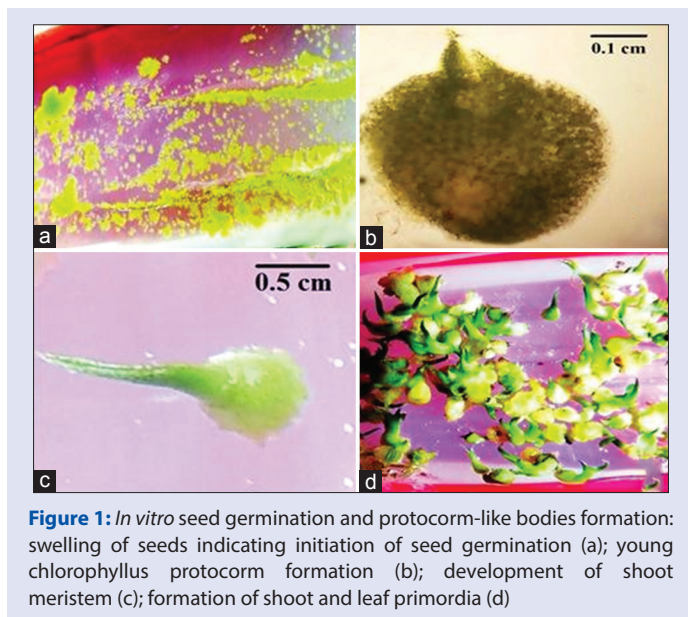 0.1 cm
a
b
0.5 cm
c
d
Figure 1: In vitro seed germination and protocorm-like bodies formation:
swelling of seeds indicating initiation of seed germination (a); young
chlorophyllus protocorm formation (b); development of shoot
meristem (c); formation of shoot and leaf primordia (d)